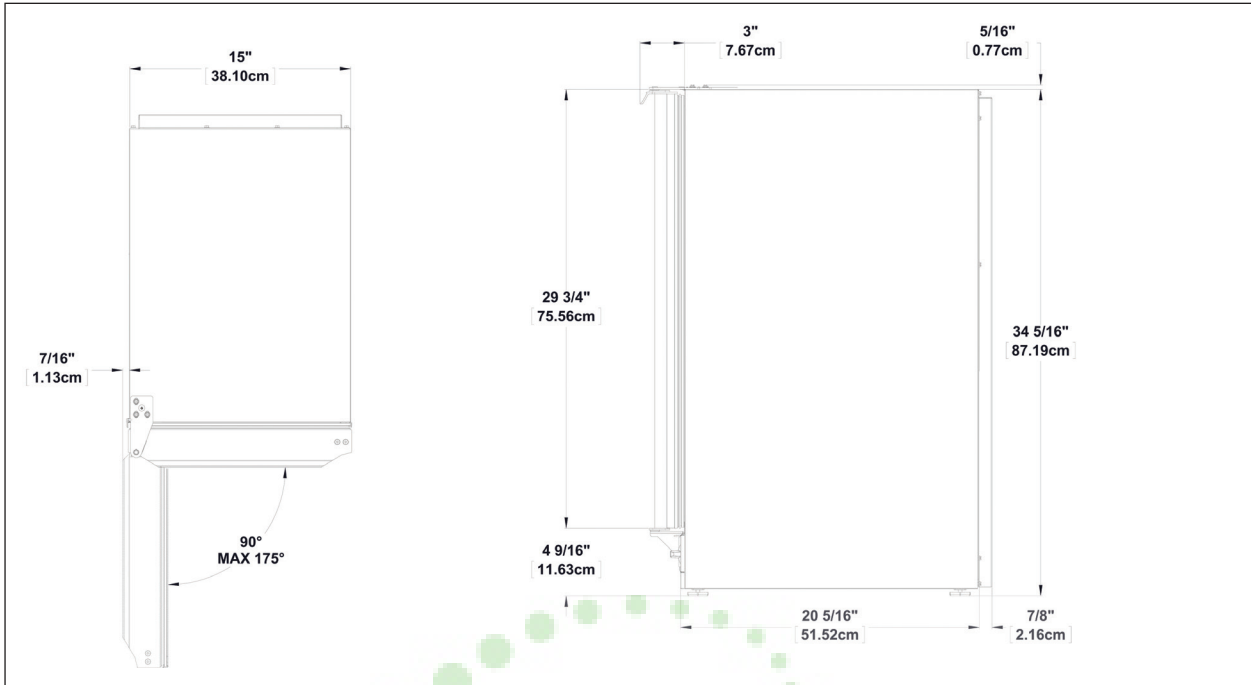 15"
[38.10cm]
7/16"
[1.13cm]
90°
MAX 175°
3"
[7.67cm]
5/16"
[0.77cm]
29 3/4"
[75.56cm]
34 5/16"
[87.19cm]
4 9/16"
[11.63cm]
20 5/16"
[51.52cm]
7/8"
[2.16cm]